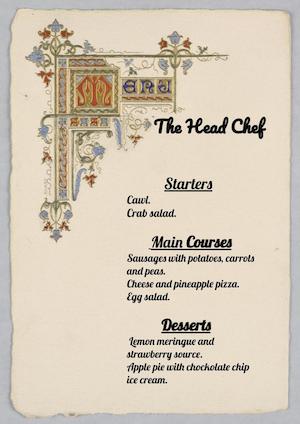 MENU
The Head Chef
Starters
Cawl.
Crab salad.
Main Courses
Sausages with potatoes, carrots
and peas.
Cheese and pineapple pizza.
Egg salad.
Desserts
Lemon meringue and
strawberry source.
Apple pie with chockolate chip
ice cream.